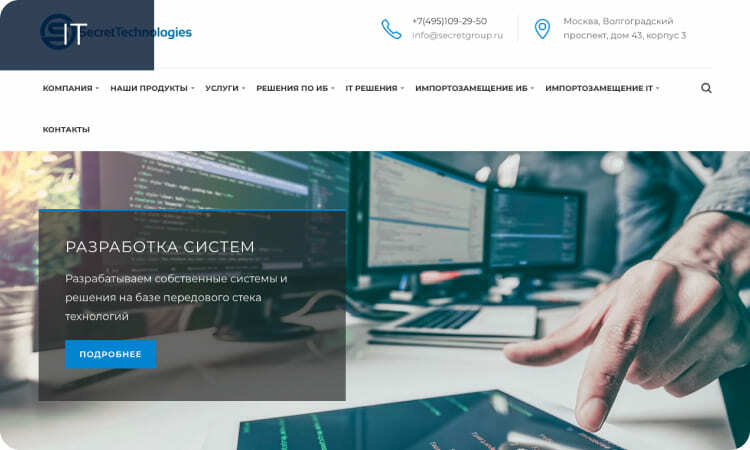 IT
SecretTechnologies
+7(495)109-29-50
info@secretgroup.ru
Москва, Волгоградский
проспект, дом 43, корпус 3
КОМПАНИЯ НАШИ ПРОДУКТЫ УСЛУГИ РЕШЕНИЯ ПО ИБ IT РЕШЕНИЯ ИМПОРТОЗАМЕЩЕНИЕ ИБ ИМПОРТОЗАМЕЩЕНИЕ IT
КОНТАКТЫ
РАЗРАБОТКА СИСТЕМ
Разрабатываем собственные системы и
решения на базе передового стека
технологий
ПОДРОБНЕЕ